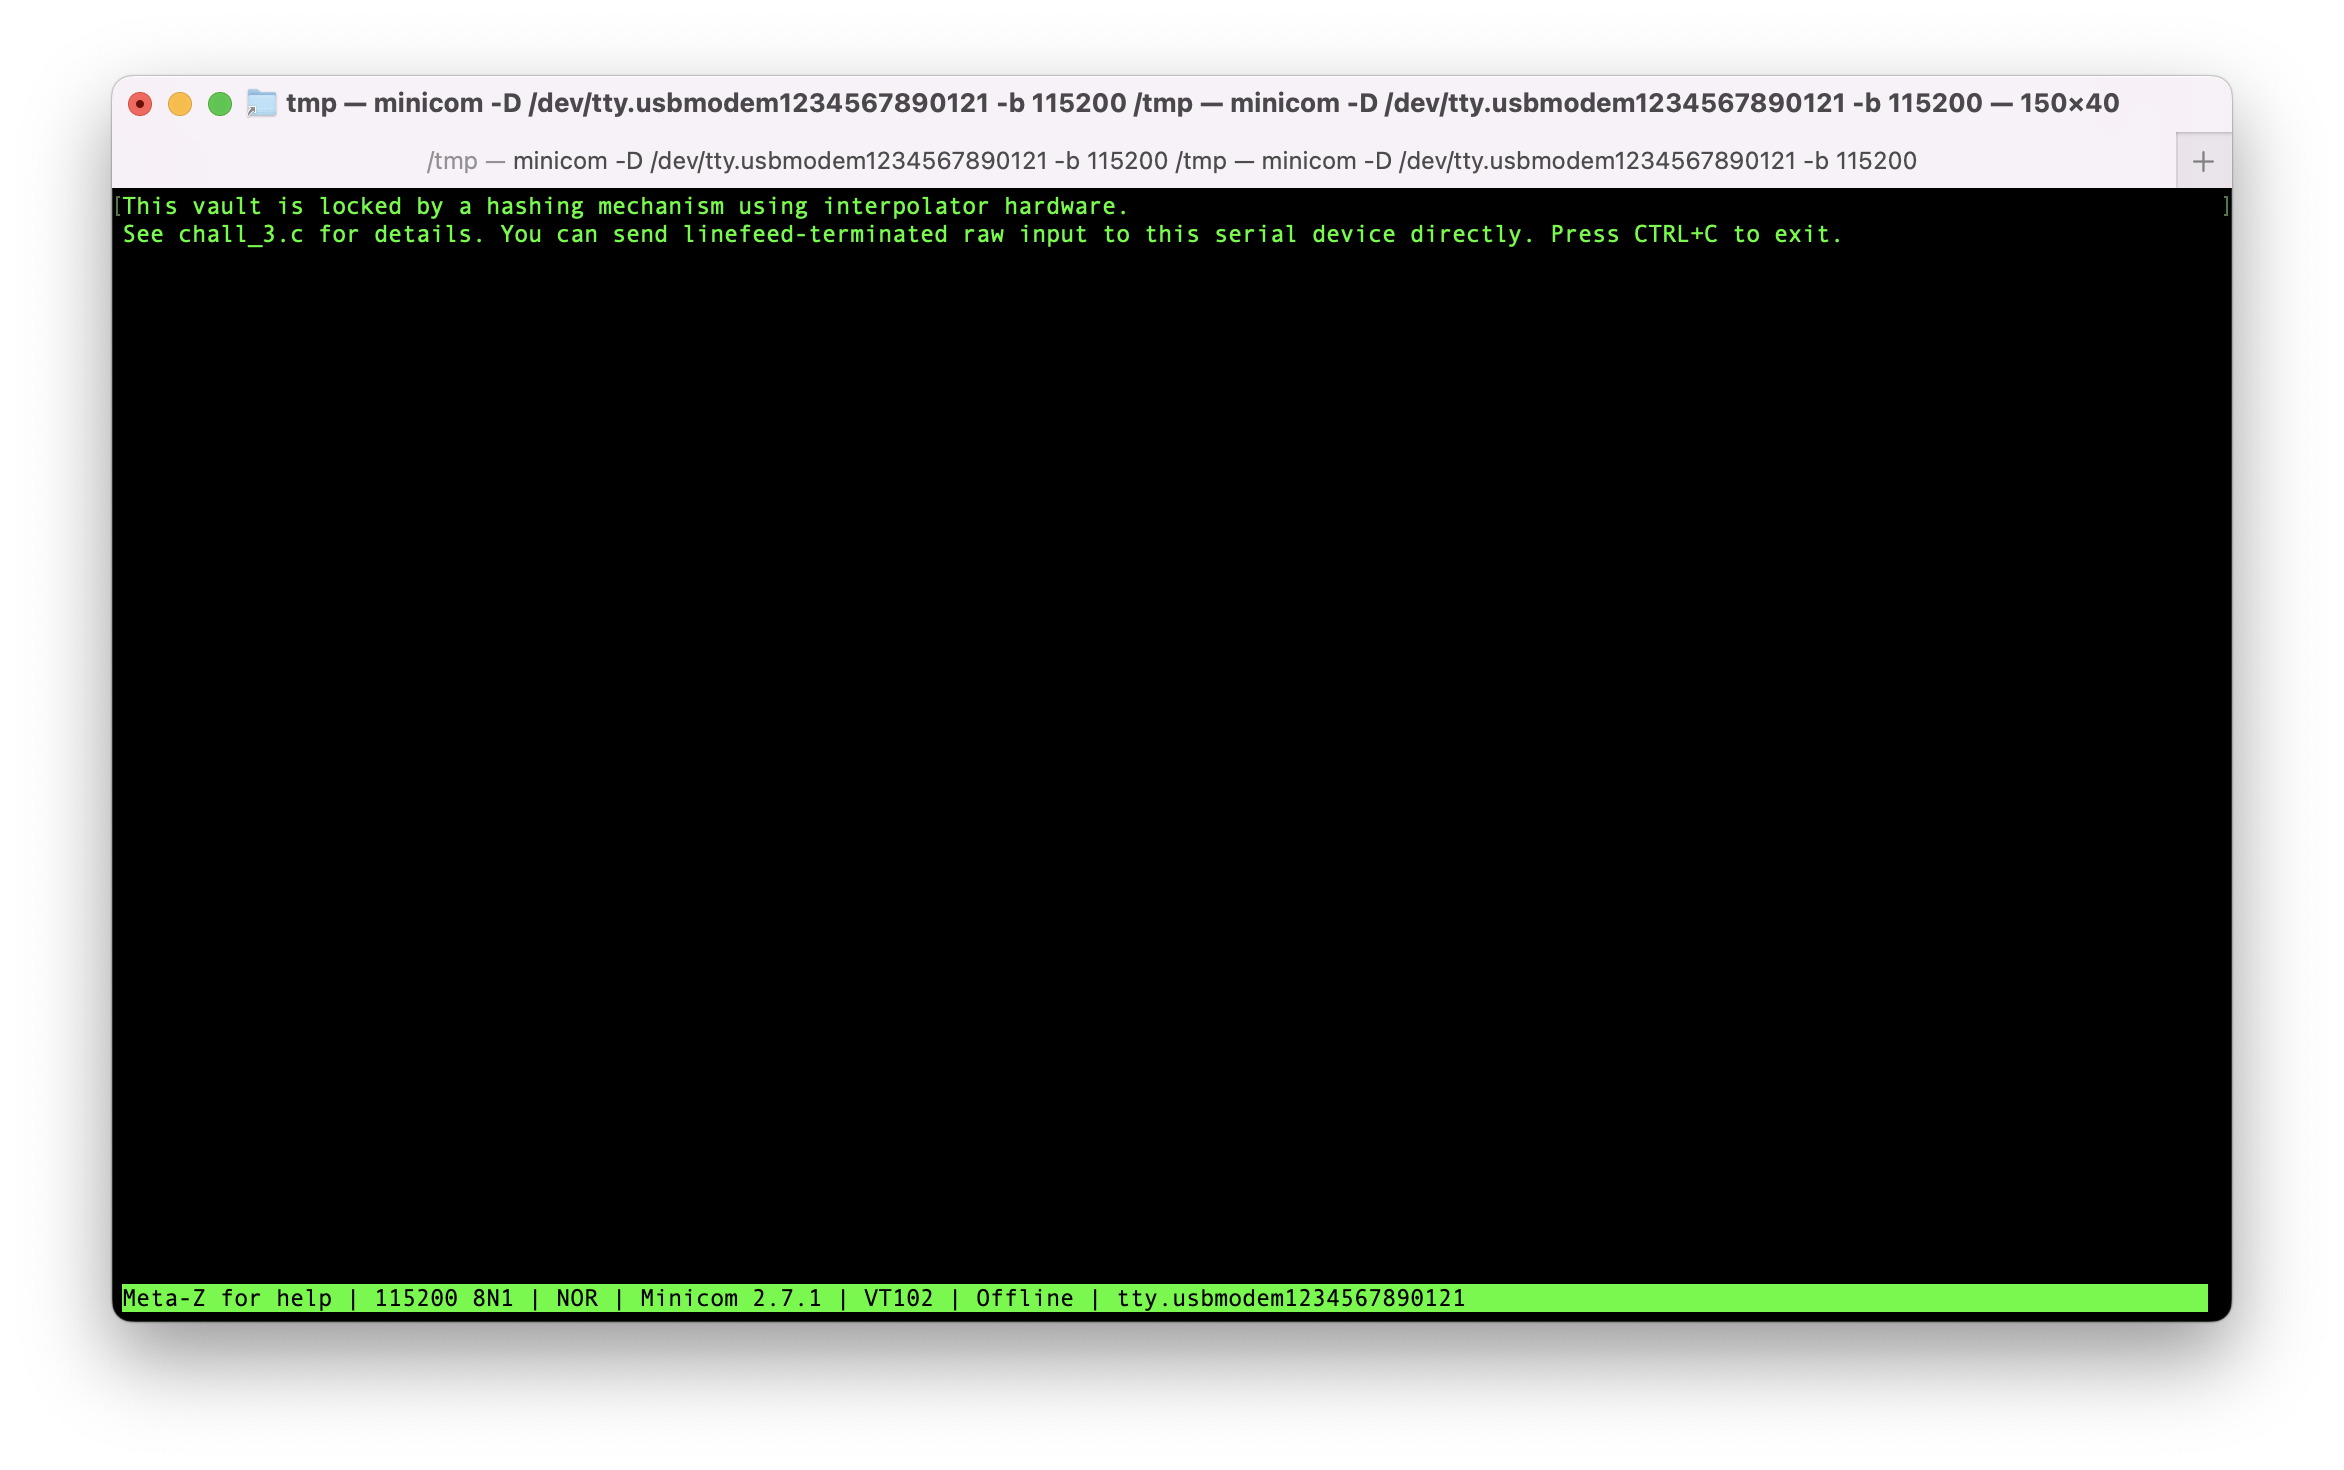 tmp — minicom -D /dev/tty.usbmodem1234567890121 -b 115200 /tmp — minicom -D /dev/tty.usbmodem1234567890121 -b 115200 — 150×40
/tmp — minicom -D /dev/tty.usbmodem1234567890121 -b 115200 /tmp — minicom -D /dev/tty.usbmodem1234567890121 -b 115200
This vault is locked by a hashing mechanism using interpolator hardware.
See chall_3.c for details. You can send linefeed-terminated raw input to this serial device directly. Press CTRL+C to exit.
Meta-Z for help | 115200 8N1 | NOR | Minicom 2.7.1 | VT102 | Offline | tty.usbmodem1234567890121